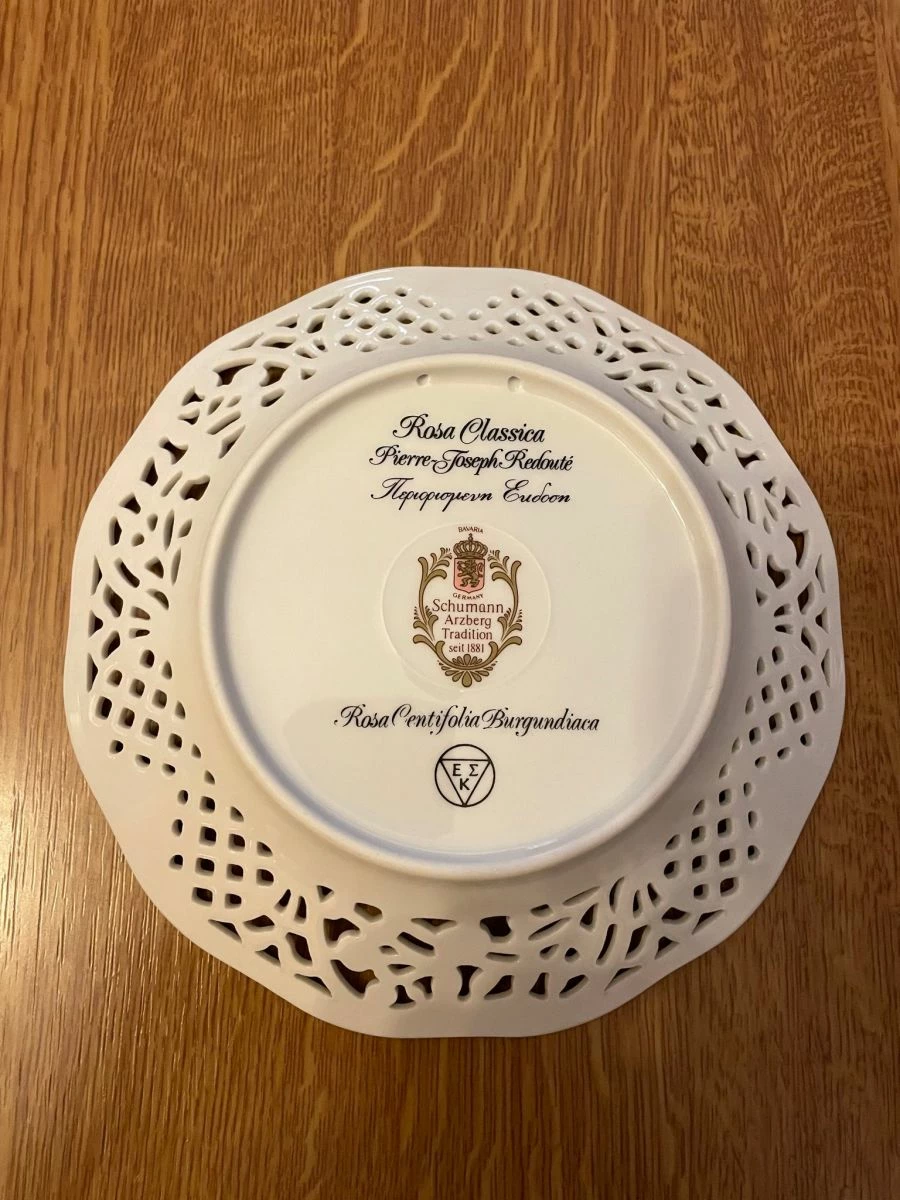 Rosa Classica
Pierre-Joseph Redouté
Περιορισμενη Εκδοση
BAVARIA
GERMANY
Schumann
Arzberg
Tradition
seit 1881
Rosa Centifolia Burgundiaca
Ε Σ
Κ